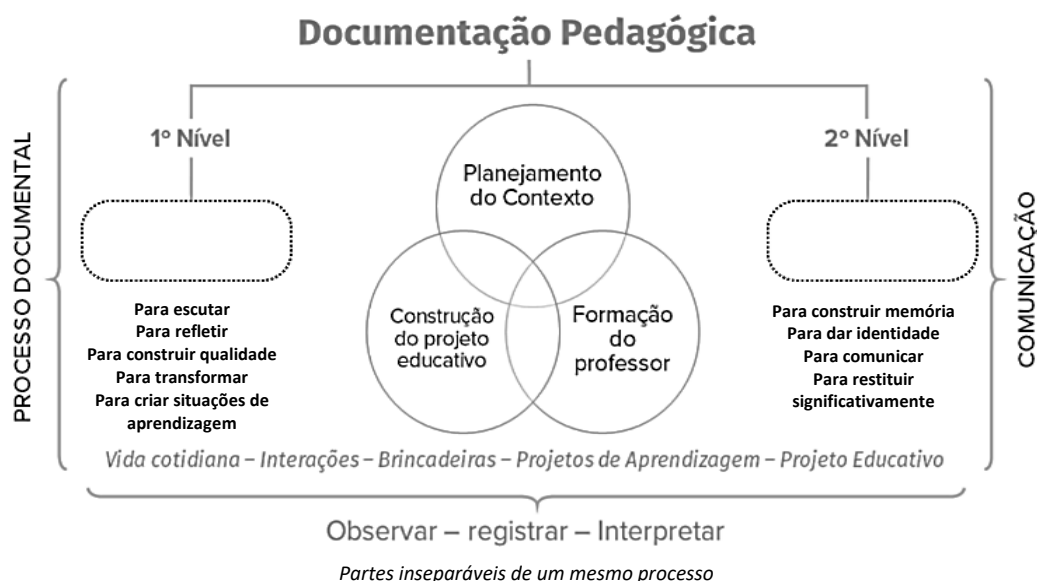 Documentação Pedagógica
PROCESSO DOCUMENTAL
1º Nível
Para escutar
Para refletir
Para construir qualidade
Para transformar
Para criar situações de
aprendizagem
Planejamento
do Contexto
Construção
do projeto
educativo
Formação
do
professor
2º Nível
Para construir memória
Para dar identidade
Para comunicar
Para restituir
significativamente
COMUNICAÇÃO
Vida cotidiana – Interações – Brincadeiras – Projetos de Aprendizagem – Projeto Educativo
Observar – registrar – Interpretar
Partes inseparáveis de um mesmo processo